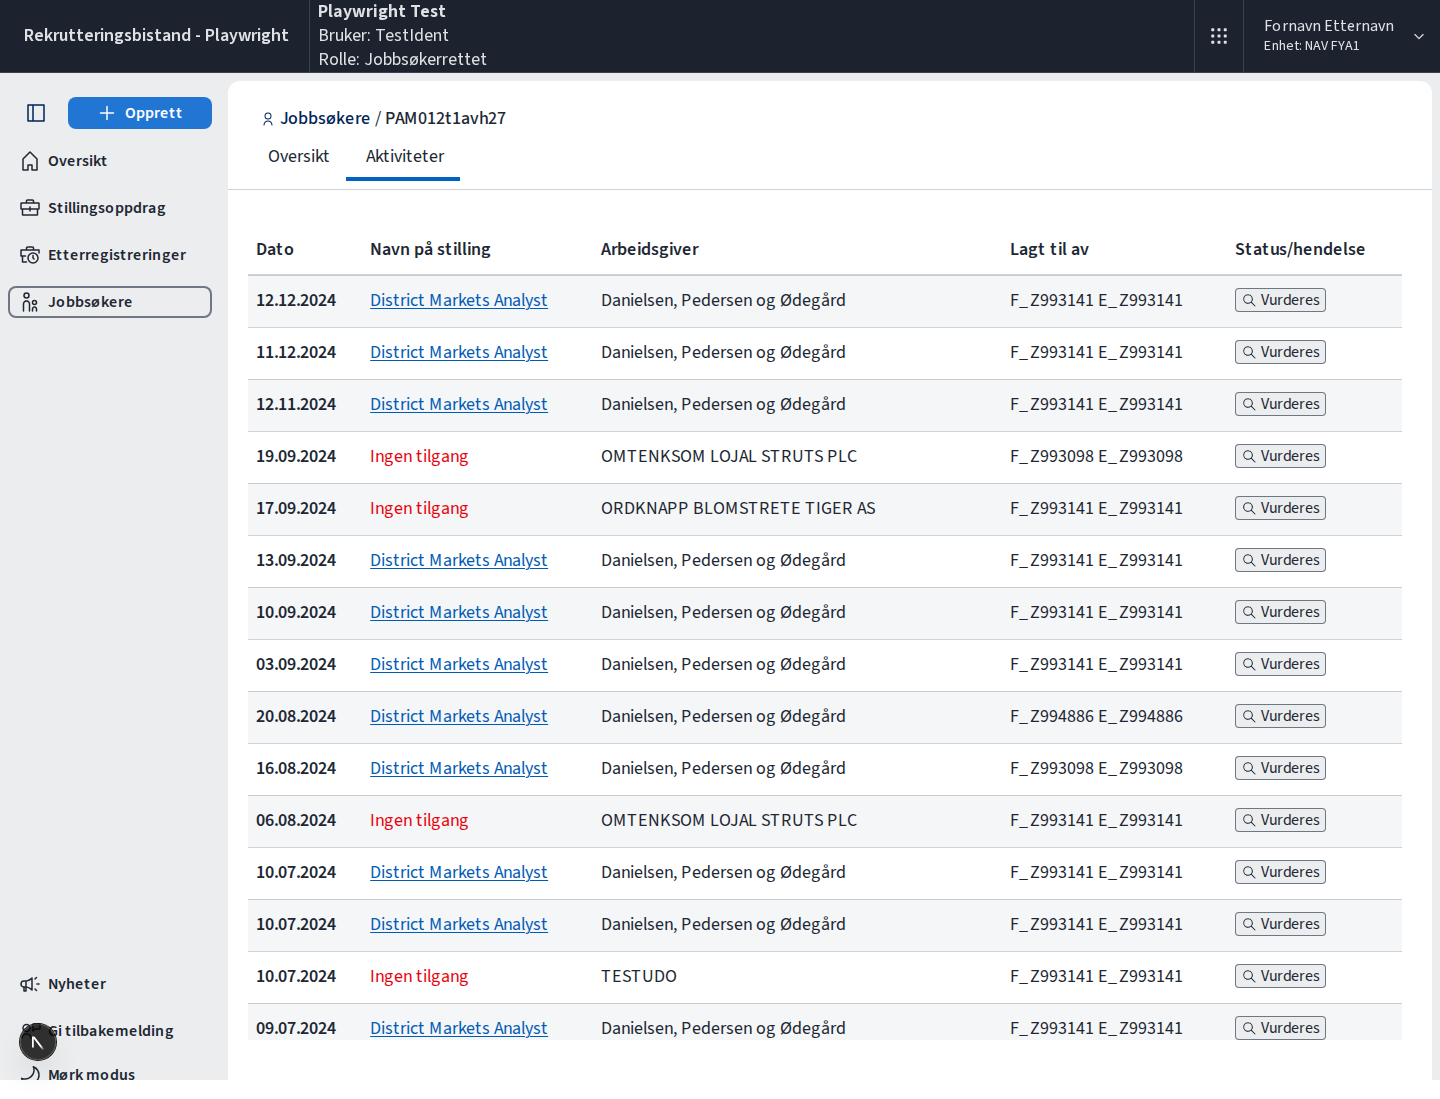 Rekrutteringsbistand - Playwright
Playwright Test
Bruker: TestIdent
Rolle: Jobbsøkerrettet
Fornavn Etternavn
Enhet: NAV FYA1
Opprett
Oversikt
Stillingsoppdrag
Etterregistreringer
Jobbsøkere
Nyheter
Gi tilbakemelding
Mørk modus
Jobbsøkere / PAM012t1avh27
Oversikt Aktiviteter
Dato Navn på stilling Arbeidsgiver Lagt til av Status/hendelse
12.12.2024 District Markets Analyst Danielsen, Pedersen og Ødegård F_Z993141 E_Z993141 Vurderes
11.12.2024 District Markets Analyst Danielsen, Pedersen og Ødegård F_Z993141 E_Z993141 Vurderes
12.11.2024 District Markets Analyst Danielsen, Pedersen og Ødegård F_Z993141 E_Z993141 Vurderes
19.09.2024 Ingen tilgang OMTENKSOM LOJAL STRUTS PLC F_Z993098 E_Z993098 Vurderes
17.09.2024 Ingen tilgang ORDKNAPP BLOMSTRETE TIGER AS F_Z993141 E_Z993141 Vurderes
13.09.2024 District Markets Analyst Danielsen, Pedersen og Ødegård F_Z993141 E_Z993141 Vurderes
10.09.2024 District Markets Analyst Danielsen, Pedersen og Ødegård F_Z993141 E_Z993141 Vurderes
03.09.2024 District Markets Analyst Danielsen, Pedersen og Ødegård F_Z993141 E_Z993141 Vurderes
20.08.2024 District Markets Analyst Danielsen, Pedersen og Ødegård F_Z994886 E_Z994886 Vurderes
16.08.2024 District Markets Analyst Danielsen, Pedersen og Ødegård F_Z993098 E_Z993098 Vurderes
06.08.2024 Ingen tilgang OMTENKSOM LOJAL STRUTS PLC F_Z993141 E_Z993141 Vurderes
10.07.2024 District Markets Analyst Danielsen, Pedersen og Ødegård F_Z993141 E_Z993141 Vurderes
10.07.2024 District Markets Analyst Danielsen, Pedersen og Ødegård F_Z993141 E_Z993141 Vurderes
10.07.2024 Ingen tilgang TESTUDO F_Z993141 E_Z993141 Vurderes
09.07.2024 District Markets Analyst Danielsen, Pedersen og Ødegård F_Z993141 E_Z993141 Vurderes